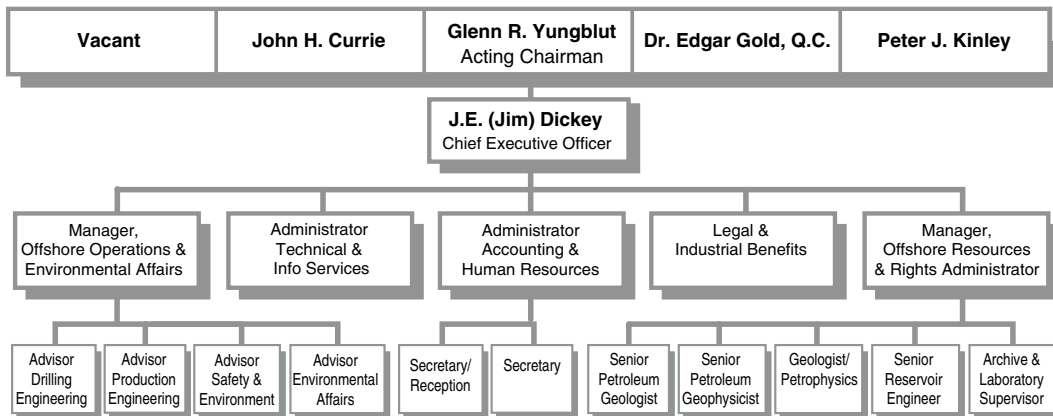 Vacant
John H. Currie
Glenn R. Yungblut
Acting Chairman
Dr. Edgar Gold, Q.C.
Peter J. Kinley
J.E. (Jim) Dickey
Chief Executive Officer
Manager,
Offshore Operations &
Environmental Affairs
Administrator
Technical &
Info Services
Administrator
Accounting &
Human Resources
Legal &
Industrial Benefits
Manager,
Offshore Resources
& Rights Administrator
Advisor
Drilling
Engineering
Advisor
Production
Engineering
Advisor
Safety &
Environment
Advisor
Environmental
Affairs
Secretary/
Reception
Secretary
Senior
Petroleum
Geologist
Senior
Petroleum
Geophysicist
Geologist/
Petrophysics
Senior
Reservoir
Engineer
Archive &
Laboratory
Supervisor